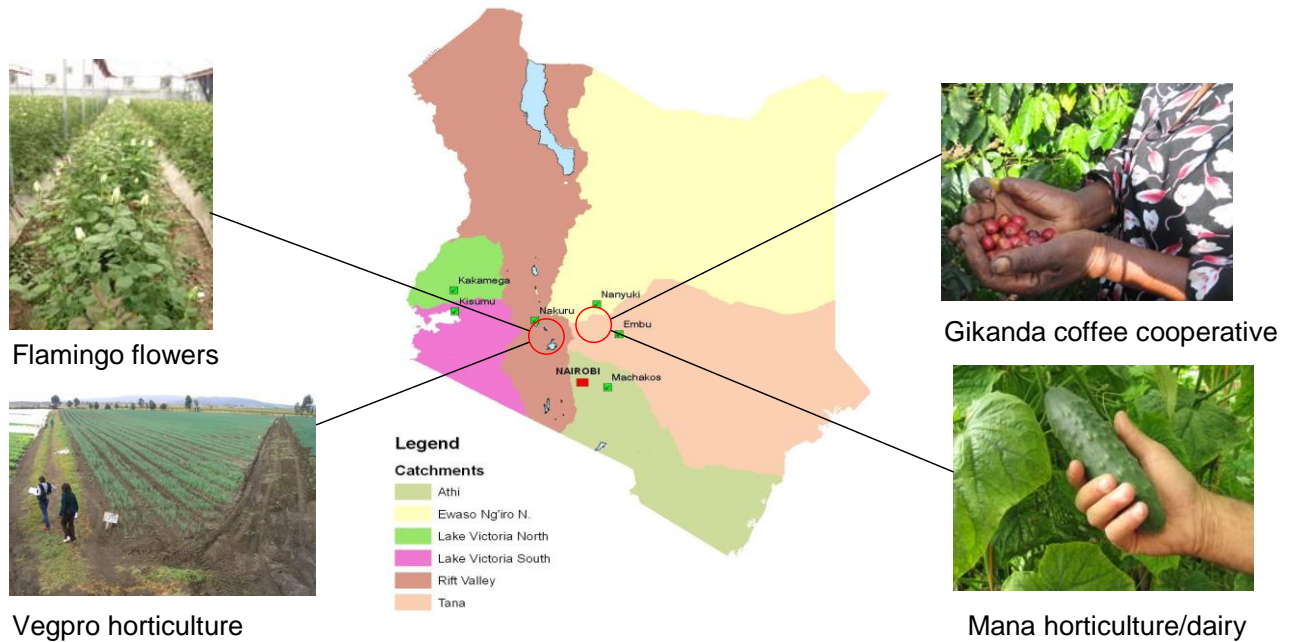 Flamingo flowers
Vegpro horticulture
Kakamega
Kisumu
Nakuru
Nanyuki
Embu
NAIROBI
Machakos
Legend
Catchments
Athi
Ewaso Ng'iro N.
Lake Victoria North
Lake Victoria South
Rift Valley
Tana
Gikanda coffee cooperative
Mana horticulture/dairy